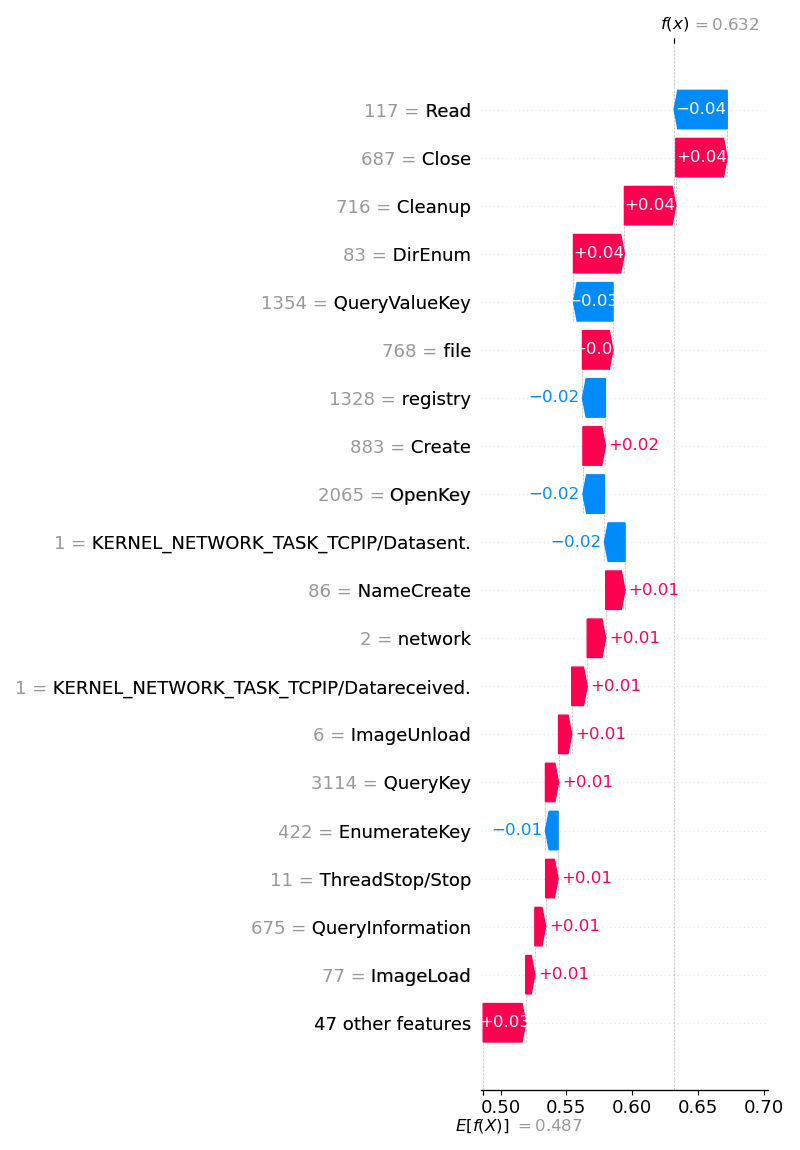 f(x) = 0.632
117 = Read −0.04
687 = Close +0.04
716 = Cleanup +0.04
83 = DirEnum +0.04
1354 = QueryValueKey −0.03
768 = file
1328 = registry −0.02
883 = Create +0.02
2065 = OpenKey −0.02
1 = KERNEL_NETWORK_TASK_TCPIP/Datasent. −0.02
86 = NameCreate +0.01
2 = network +0.01
1 = KERNEL_NETWORK_TASK_TCPIP/Datareceived. +0.01
6 = ImageUnload +0.01
3114 = QueryKey +0.01
422 = EnumerateKey −0.01
11 = ThreadStop/Stop +0.01
675 = QueryInformation +0.01
77 = ImageLoad +0.01
47 other features +0.03
0.50 0.55 0.60 0.65 0.70
E[f(X)] = 0.487